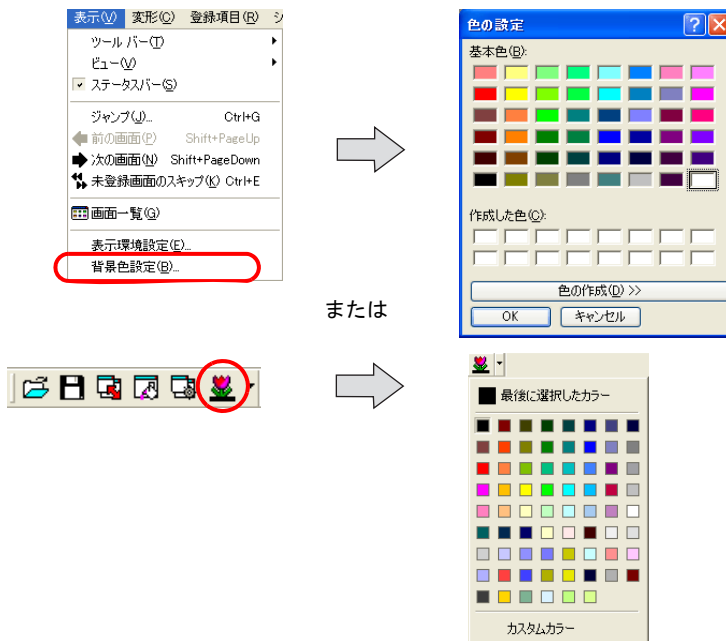 表示(V) 変形(C) 登録項目(R) シ
ツール バー(T)
ビュー(V)
ステータスバー(S)
ジャンプ(J)... Ctrl+G
前の画面(P) Shift+PageUp
次の画面(N) Shift+PageDown
未登録画面のスキップ(K) Ctrl+E
画面一覧(G)
表示環境設定(E)...
背景色設定(B)...
色の設定
基本色(B):
作成した色(C):
色の作成(D) >>
OK キャンセル
または
最後に選択したカラー
カスタムカラー